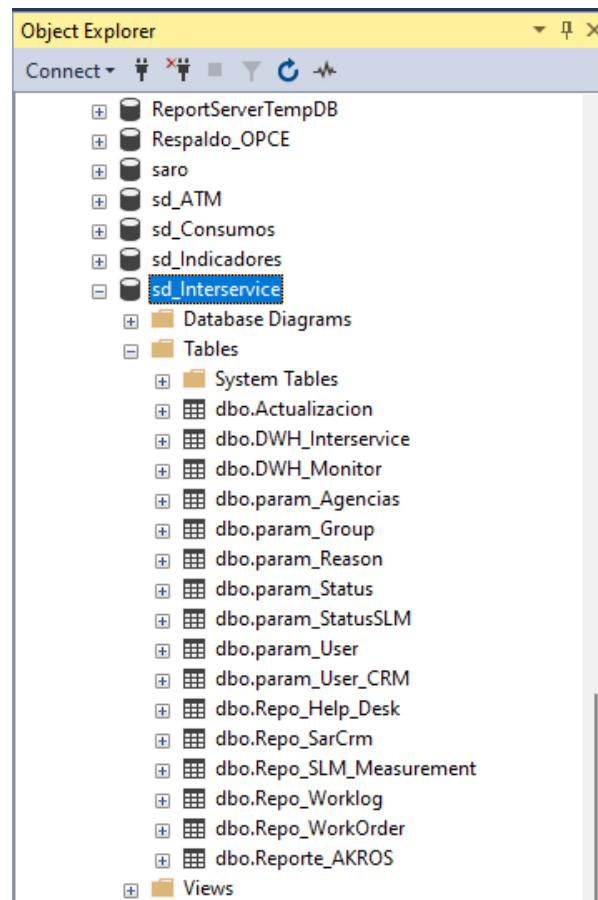 Object Explorer
Connect
ReportServerTempDB
Respaldo_OPCE
saro
sd_ATM
sd_Consumos
sd_Indicadores
sd_Interservice
Database Diagrams
Tables
System Tables
dbo.Actualizacion
dbo.DWH_Interservice
dbo.DWH_Monitor
dbo.param_Agencias
dbo.param_Group
dbo.param_Reason
dbo.param_Status
dbo.param_StatusSLM
dbo.param_User
dbo.param_User_CRM
dbo.Repo_Help_Desk
dbo.Repo_SarCrm
dbo.Repo_SLM_Measurement
dbo.Repo_Worklog
dbo.Repo_WorkOrder
dbo.Reporte_AKROS
Views